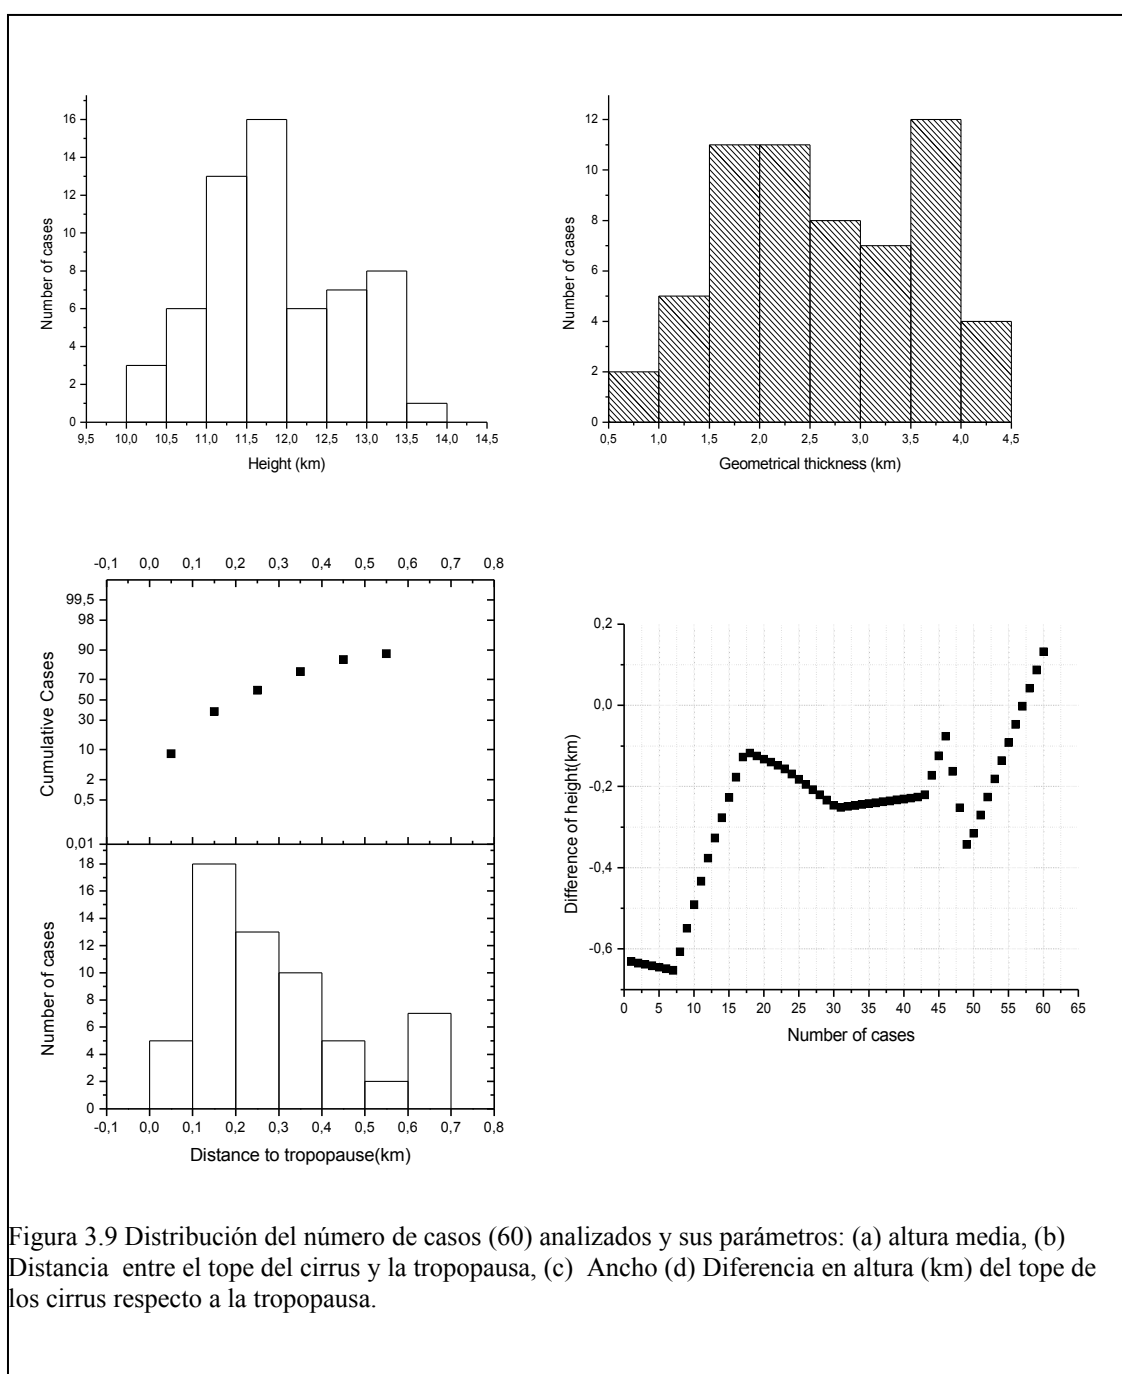 16
14
12
10
8
6
4
2
0
Number of cases
9,5 10,0 10,5 11,0 11,5 12,0 12,5 13,0 13,5 14,0 14,5
Height (km)
12
10
8
6
4
2
0
Number of cases
0,5 1,0 1,5 2,0 2,5 3,0 3,5 4,0 4,5
Geometrical thickness (km)
-0,1 0,0 0,1 0,2 0,3 0,4 0,5 0,6 0,7 0,8
99,5
98
90
70
50
30
10
2
0,5
0,01
Cumulative Cases
18
16
14
12
10
8
6
4
2
0
Number of cases
-0,1 0,0 0,1 0,2 0,3 0,4 0,5 0,6 0,7 0,8
Distance to tropopause(km)
0,2
0,0
-0,2
-0,4
-0,6
Difference of height(km)
0 5 10 15 20 25 30 35 40 45 50 55 60 65
Number of cases
Figura 3.9 Distribución del número de casos (60) analizados y sus parámetros: (a) altura media, (b)
Distancia entre el tope del cirrus y la tropopausa, (c) Ancho (d) Diferencia en altura (km) del tope de
los cirrus respecto a la tropopausa.